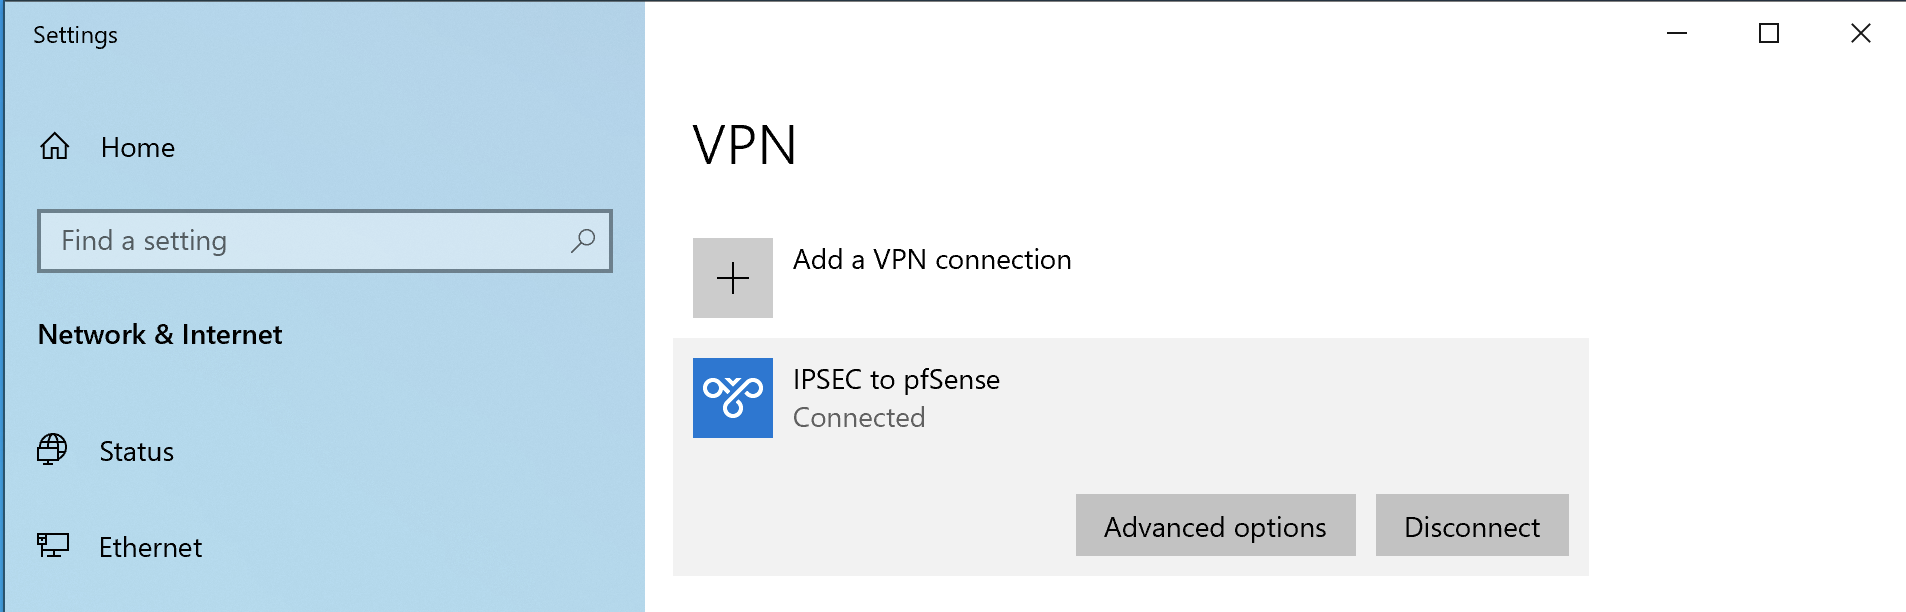 Settings
Home
Find a setting
Network & Internet
Status
Ethernet
VPN
Add a VPN connection
IPSEC to pfSense
Connected
Advanced options
Disconnect